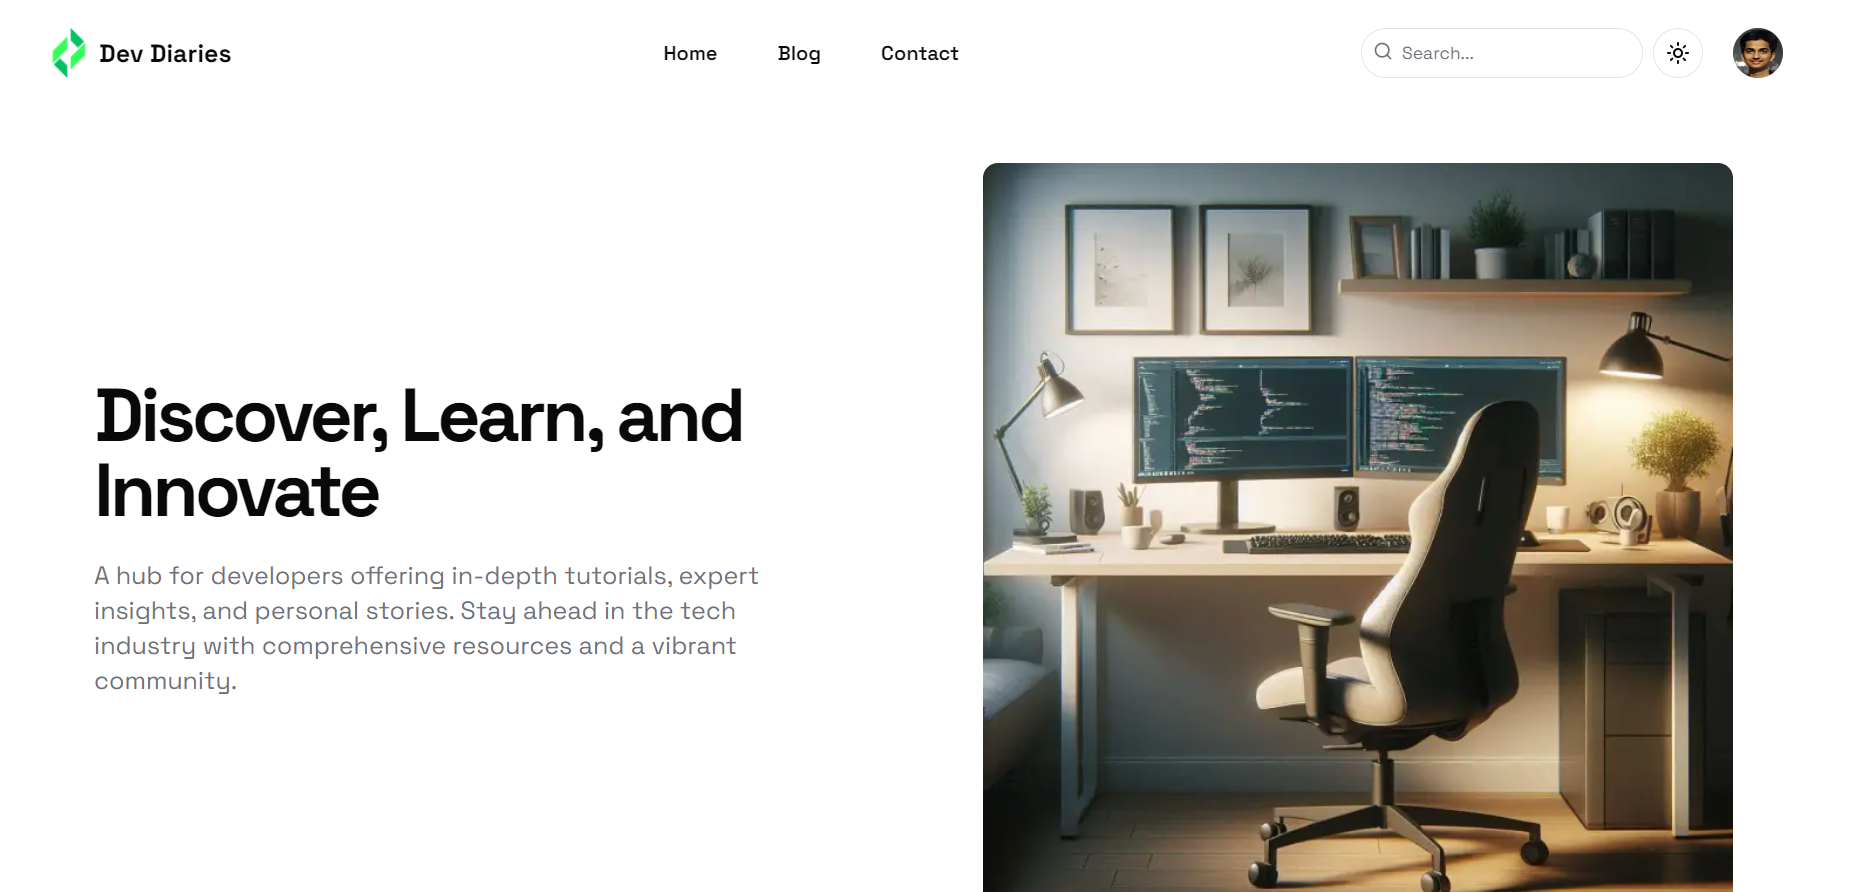 Dev Diaries
Home
Blog
Contact
Search...
Discover, Learn, and
Innovate
A hub for developers offering in-depth tutorials, expert
insights, and personal stories. Stay ahead in the tech
industry with comprehensive resources and a vibrant
community.